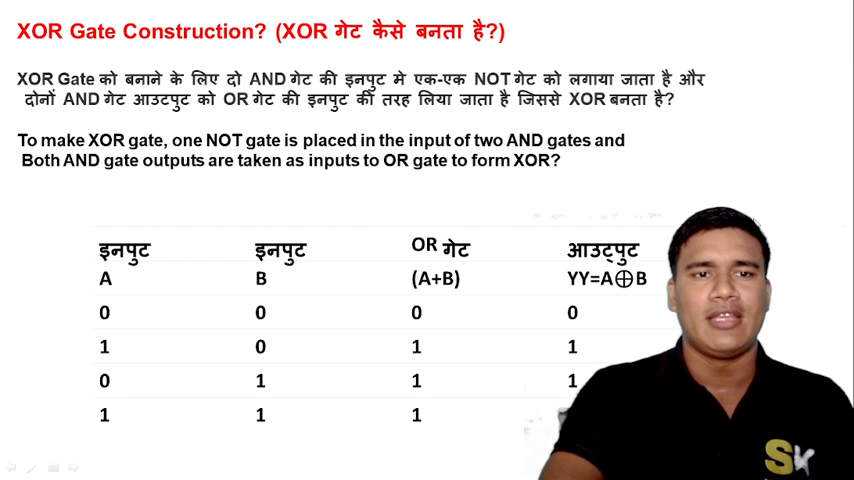 XOR Gate Construction? (XOR गेट कैसे बनता है?)
XOR Gate को बनाने के लिए दो AND गेट की इनपुट मे एक-एक NOT गेट को लगाया जाता है और
दोनों AND गेट आउटपुट को OR गेट की इनपुट की तरह लिया जाता है जिससे XOR बनता है?
To make XOR gate, one NOT gate is placed in the input of two AND gates and
Both AND gate outputs are taken as inputs to OR gate to form XOR?
इनपुट इनपुट OR गेट आउट्पुट
A B (A+B) YY=A⊕B
0 0 0 0
1 0 1 1
0 1 1 1
1 1 1
SK